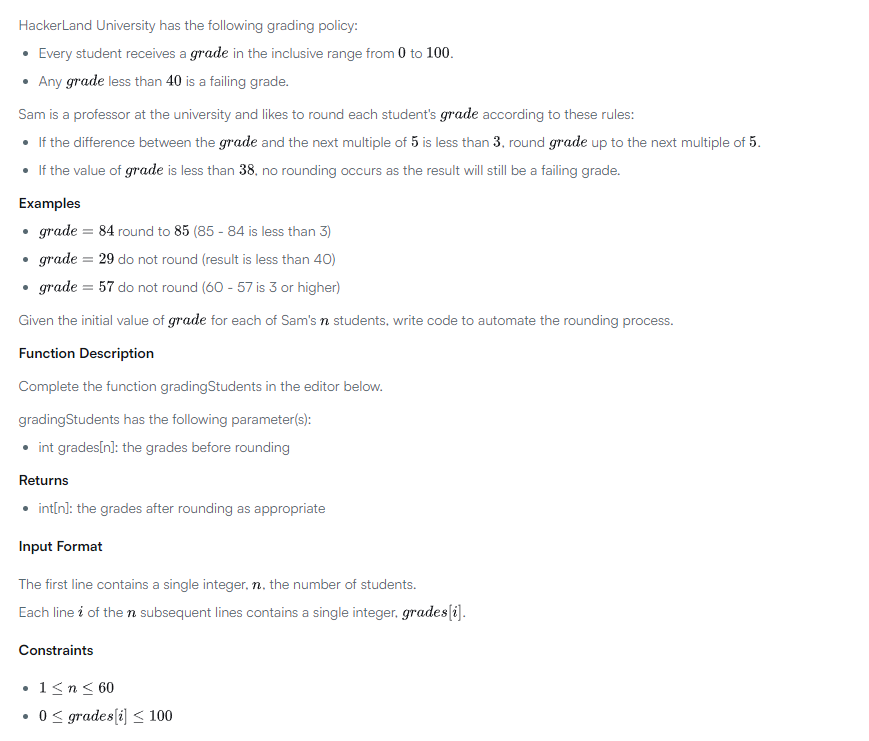 HackerLand University has the following grading policy:
• Every student receives a grade in the inclusive range from 0 to 100.
• Any grade less than 40 is a failing grade.
Sam is a professor at the university and likes to round each student's grade according to these rules:
• If the difference between the grade and the next multiple of 5 is less than 3, round grade up to the next multiple of 5.
• If the value of grade is less than 38, no rounding occurs as the result will still be a failing grade.
Examples
• grade = 84 round to 85 (85 - 84 is less than 3)
• grade = 29 do not round (result is less than 40)
• grade = 57 do not round (60 - 57 is 3 or higher)
Given the initial value of grade for each of Sam's n students, write code to automate the rounding process.
Function Description
Complete the function gradingStudents in the editor below.
gradingStudents has the following parameter(s):
• int grades[n]: the grades before rounding
Returns
• int[n]: the grades after rounding as appropriate
Input Format
The first line contains a single integer, n, the number of students.
Each line i of the n subsequent lines contains a single integer, grades[i].
Constraints
• 1 ≤ n ≤ 60
• 0 ≤ grades[i] ≤ 100